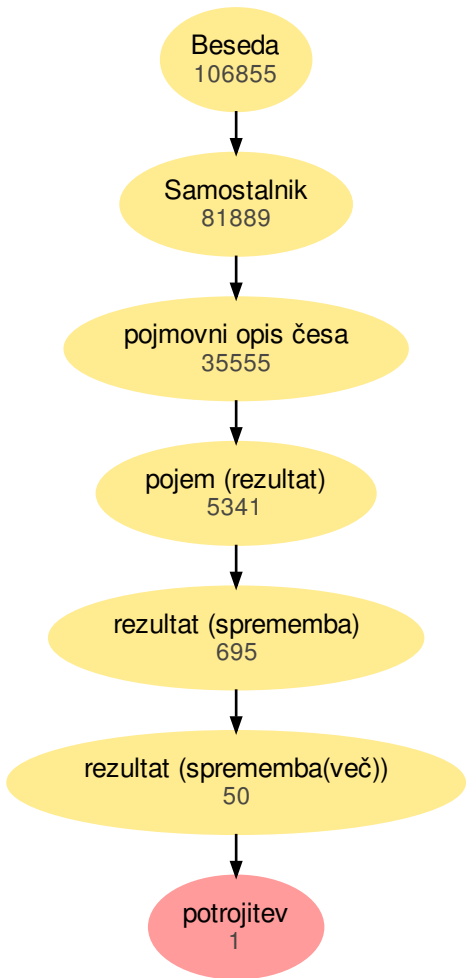 Beseda
106855
Samostalnik
81889
pojmovni opis česa
35555
pojem (rezultat)
5341
rezultat (sprememba)
695
rezultat (sprememba(več))
50
potrojitev
1